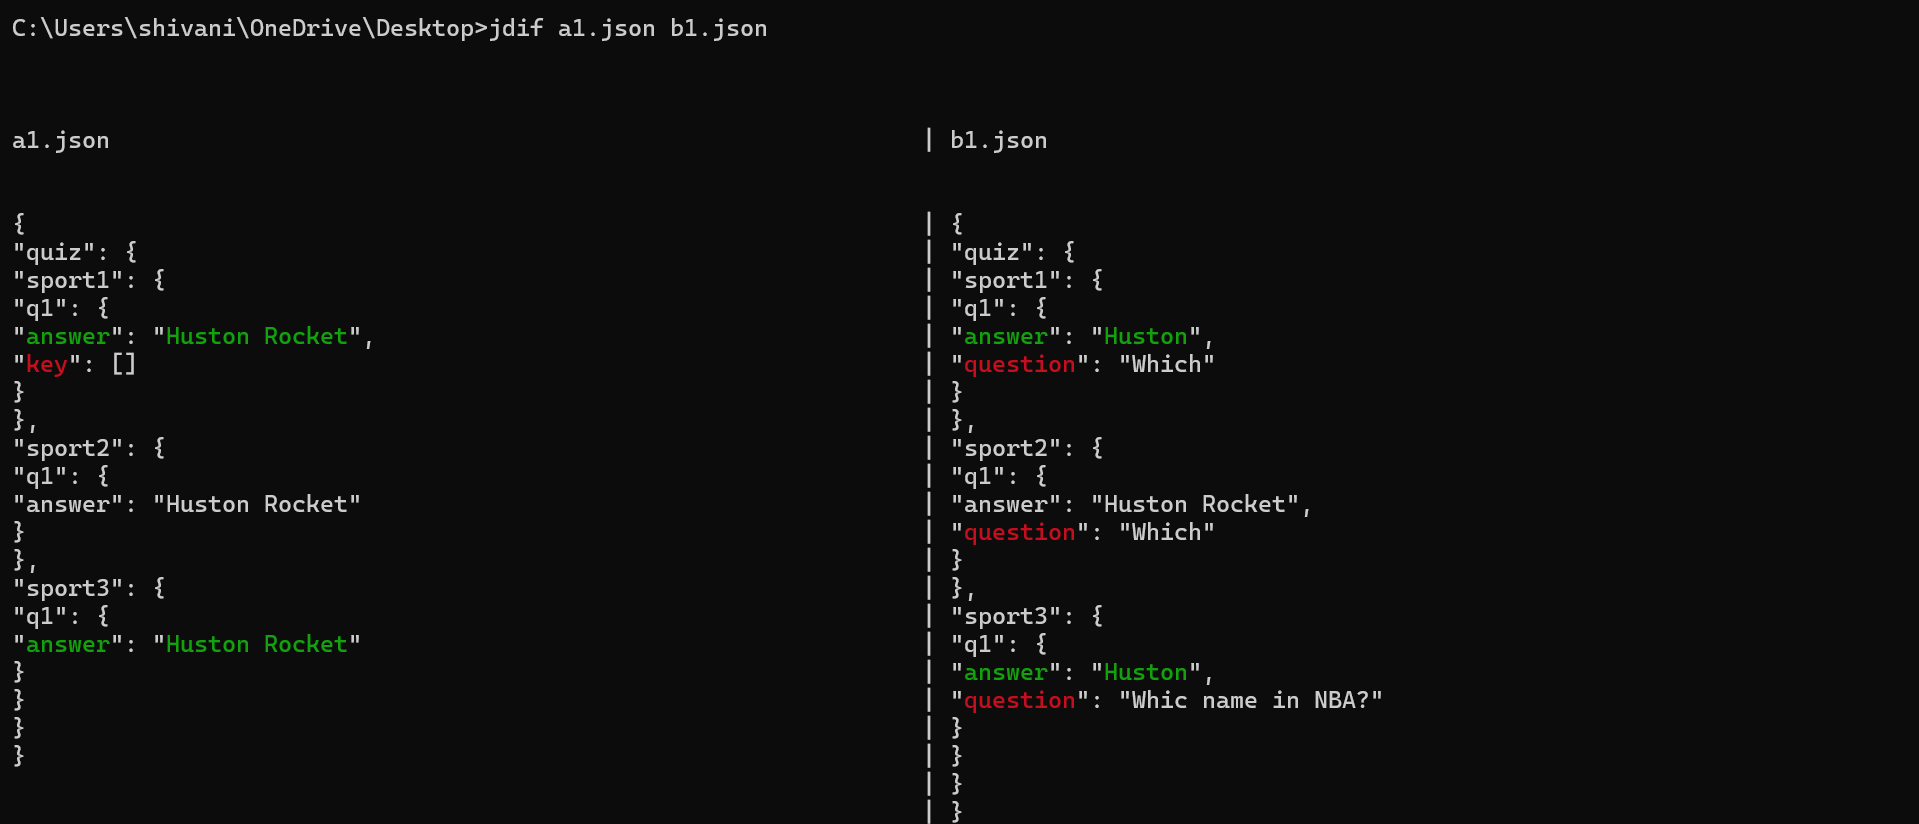 C:\Users\shivani\OneDrive\Desktop>jdif a1.json b1.json
a1.json | b1.json
{ | {
"quiz": { | "quiz": {
"sport1": { | "sport1": {
"q1": { | "q1": {
"answer": "Huston Rocket", | "answer": "Huston",
"key": [] | "question": "Which"
} | }
}, | },
"sport2": { | "sport2": {
"q1": { | "q1": {
"answer": "Huston Rocket" | "answer": "Huston Rocket",
} | "question": "Which"
}, | }
"sport3": { | },
"q1": { | "sport3": {
"answer": "Huston Rocket" | "q1": {
} | "answer": "Huston",
} | "question": "Whic name in NBA?"
} | }
} | }
| }
| }